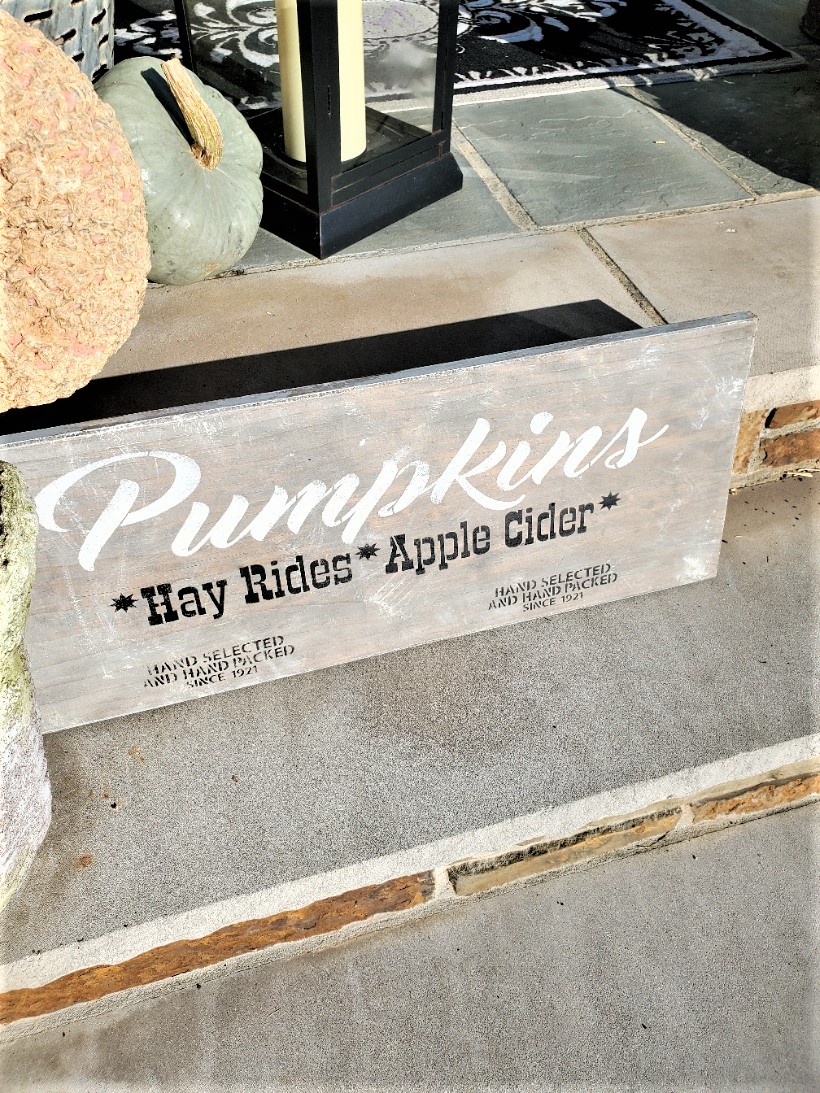 Pumpkins
*Hay Rides*Apple Cider*
HAND SELECTED
AND HAND PACKED
SINCE 1921
HAND SELECTED
AND HAND PACKED
SINCE 1921